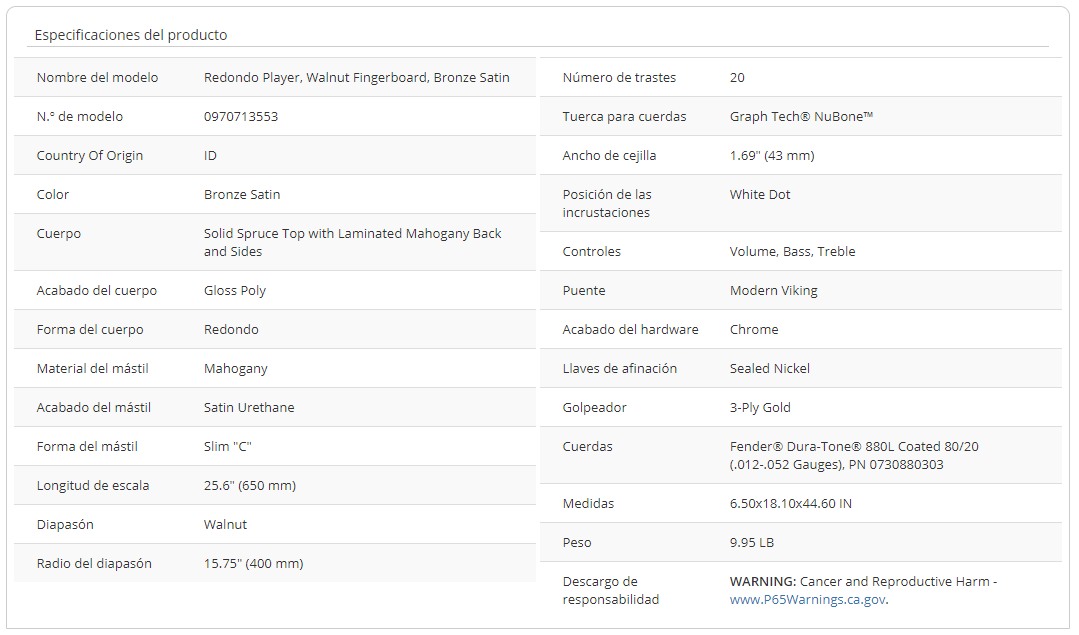 Especificaciones del producto
Nombre del modelo Redondo Player, Walnut Fingerboard, Bronze Satin
N.º de modelo 0970713553
Country Of Origin ID
Color Bronze Satin
Cuerpo Solid Spruce Top with Laminated Mahogany Back
and Sides
Acabado del cuerpo Gloss Poly
Forma del cuerpo Redondo
Material del mástil Mahogany
Acabado del mástil Satin Urethane
Forma del mástil Slim "C"
Longitud de escala 25.6" (650 mm)
Diapasón Walnut
Radio del diapasón 15.75" (400 mm)
Número de trastes 20
Tuerca para cuerdas Graph Tech® NuBone™
Ancho de cejilla 1.69" (43 mm)
Posición de las White Dot
incrustaciones
Controles Volume, Bass, Treble
Puente Modern Viking
Acabado del hardware Chrome
Llaves de afinación Sealed Nickel
Golpeador 3-Ply Gold
Cuerdas Fender® Dura-Tone® 880L Coated 80/20
(.012-.052 Gauges), PN 0730880303
Medidas 6.50x18.10x44.60 IN
Peso 9.95 LB
Descargo de WARNING: Cancer and Reproductive Harm -
responsabilidad www.P65Warnings.ca.gov.